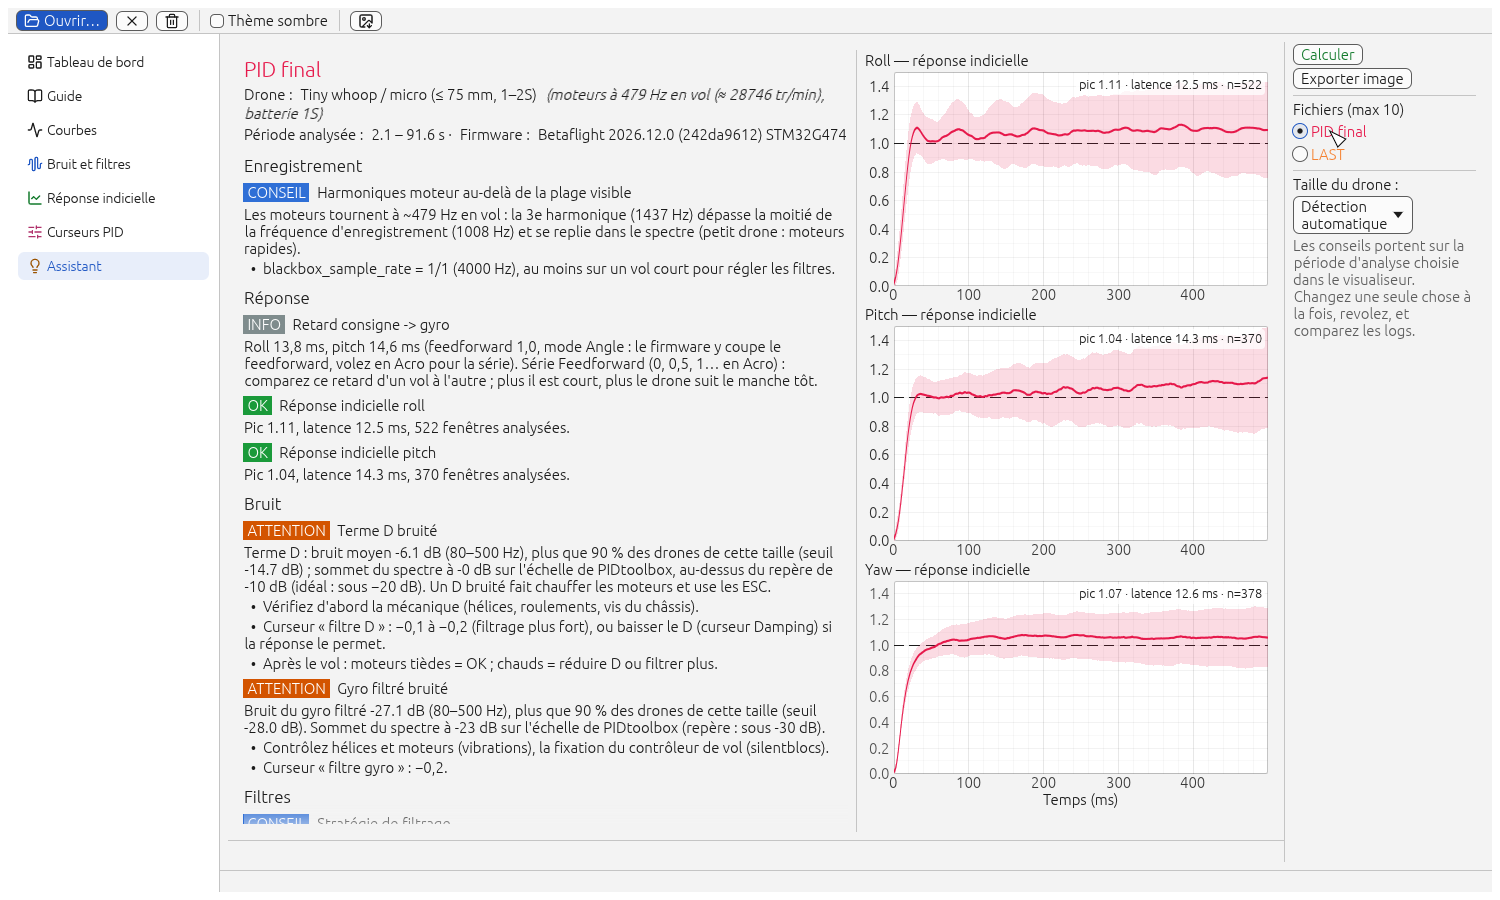 Ouvrir…
Thème sombre
Tableau de bord
Guide
Courbes
Bruit et filtres
Réponse indicielle
Curseurs PID
Assistant
PID final
Drone : Tiny whoop / micro (≤ 75 mm, 1–2S) (moteurs à 479 Hz en vol (≈ 28746 tr/min),
batterie 1S)
Période analysée : 2.1 – 91.6 s · Firmware : Betaflight 2026.12.0 (242da9612) STM32G474
Enregistrement
CONSEIL Harmoniques moteur au-delà de la plage visible
Les moteurs tournent à ~479 Hz en vol : la 3e harmonique (1437 Hz) dépasse la moitié de
la fréquence d'enregistrement (1008 Hz) et se replie dans le spectre (petit drone : moteurs
rapides).
• blackbox_sample_rate = 1/1 (4000 Hz), au moins sur un vol court pour régler les filtres.
Réponse
INFO Retard consigne -> gyro
Roll 13,8 ms, pitch 14,6 ms (feedforward 1,0, mode Angle : le firmware y coupe le
feedforward, volez en Acro pour la série). Série Feedforward (0, 0,5, 1… en Acro) :
comparez ce retard d'un vol à l'autre ; plus il est court, plus le drone suit le manche tôt.
OK Réponse indicielle roll
Pic 1.11, latence 12.5 ms, 522 fenêtres analysées.
OK Réponse indicielle pitch
Pic 1.04, latence 14.3 ms, 370 fenêtres analysées.
Bruit
ATTENTION Terme D bruité
Terme D : bruit moyen -6.1 dB (80–500 Hz), plus que 90 % des drones de cette taille (seuil
-14.7 dB) ; sommet du spectre à -0 dB sur l'échelle de PIDtoolbox, au-dessus du repère de
-10 dB (idéal : sous −20 dB). Un D bruité fait chauffer les moteurs et use les ESC.
• Vérifiez d'abord la mécanique (hélices, roulements, vis du châssis).
• Curseur « filtre D » : −0,1 à −0,2 (filtrage plus fort), ou baisser le D (curseur Damping) si
la réponse le permet.
• Après le vol : moteurs tièdes = OK ; chauds = réduire D ou filtrer plus.
ATTENTION Gyro filtré bruité
Bruit du gyro filtré -27.1 dB (80–500 Hz), plus que 90 % des drones de cette taille (seuil
-28.0 dB). Sommet du spectre à -23 dB sur l'échelle de PIDtoolbox (repère : sous -30 dB).
• Contrôlez hélices et moteurs (vibrations), la fixation du contrôleur de vol (silentblocs).
• Curseur « filtre gyro » : −0,2.
Filtres
CONSEIL Stratégie de filtrage
Roll — réponse indicielle
pic 1.11 · latence 12.5 ms · n=522
1.4
1.2
1.0
0.8
0.6
0.4
0.2
0.0
0 100 200 300 400
Pitch — réponse indicielle
pic 1.04 · latence 14.3 ms · n=370
1.4
1.2
1.0
0.8
0.6
0.4
0.2
0.0
0 100 200 300 400
Yaw — réponse indicielle
pic 1.07 · latence 12.6 ms · n=378
1.4
1.2
1.0
0.8
0.6
0.4
0.2
0.0
0 100 200 300 400
Temps (ms)
Calculer
Exporter image
Fichiers (max 10)
PID final
LAST
Taille du drone :
Détection
automatique
Les conseils portent sur la
période d'analyse choisie
dans le visualiseur.
Changez une seule chose à
la fois, revolez, et
comparez les logs.